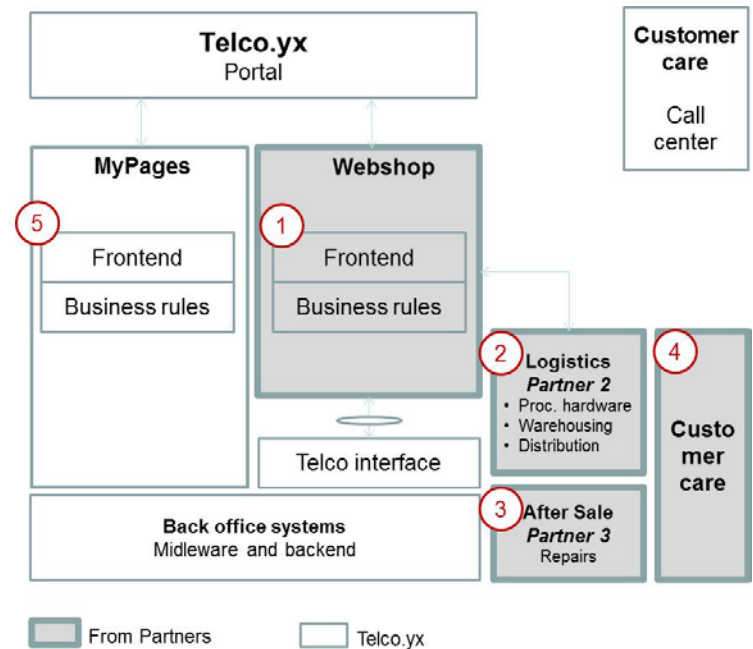 Telco.yx
Portal
Customer
care
Call
center
MyPages
Webshop
5
1
Frontend
Business rules
Frontend
Business rules
2
Logistics
Partner 2
• Proc. hardware
• Warehousing
• Distribution
4
Custo
mer
care
Telco interface
Back office systems
Midleware and backend
3
After Sale
Partner 3
Repairs
From Partners
Telco.yx